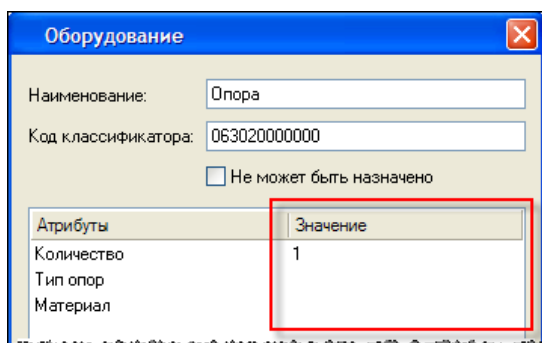 Оборудование
Наименование: Опора
Код классификатора: 063020000000
Не может быть назначено
Атрибуты Значение
Количество 1
Тип опор
Материал